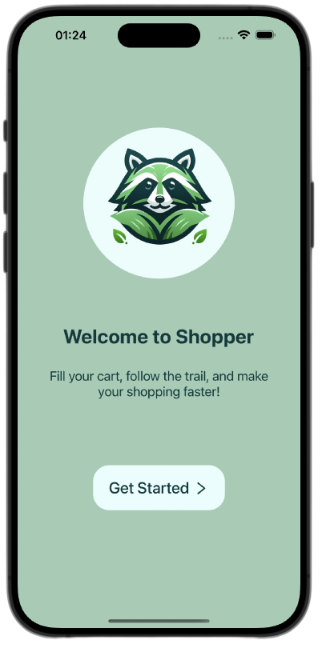 01:24
Welcome to Shopper
Fill your cart, follow the trail, and make
your shopping faster!
Get Started